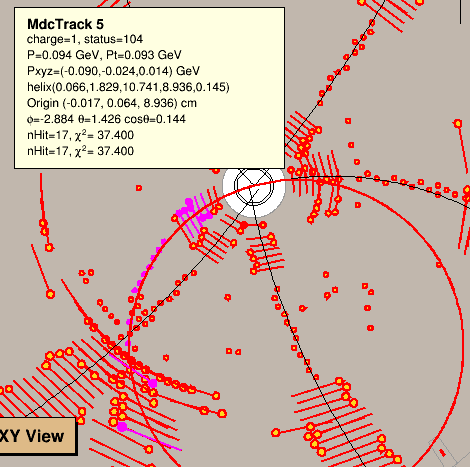 MdcTrack 5
charge=1, status=104
P=0.094 GeV, Pt=0.093 GeV
Pxyz=(-0.090,-0.024,0.014) GeV
helix(0.066,1.829,10.741,8.936,0.145)
Origin (-0.017, 0.064, 8.936) cm
ϕ=-2.884 θ=1.426 cosθ=0.144
nHit=17, χ²= 37.400
nHit=17, χ²= 37.400
XY View